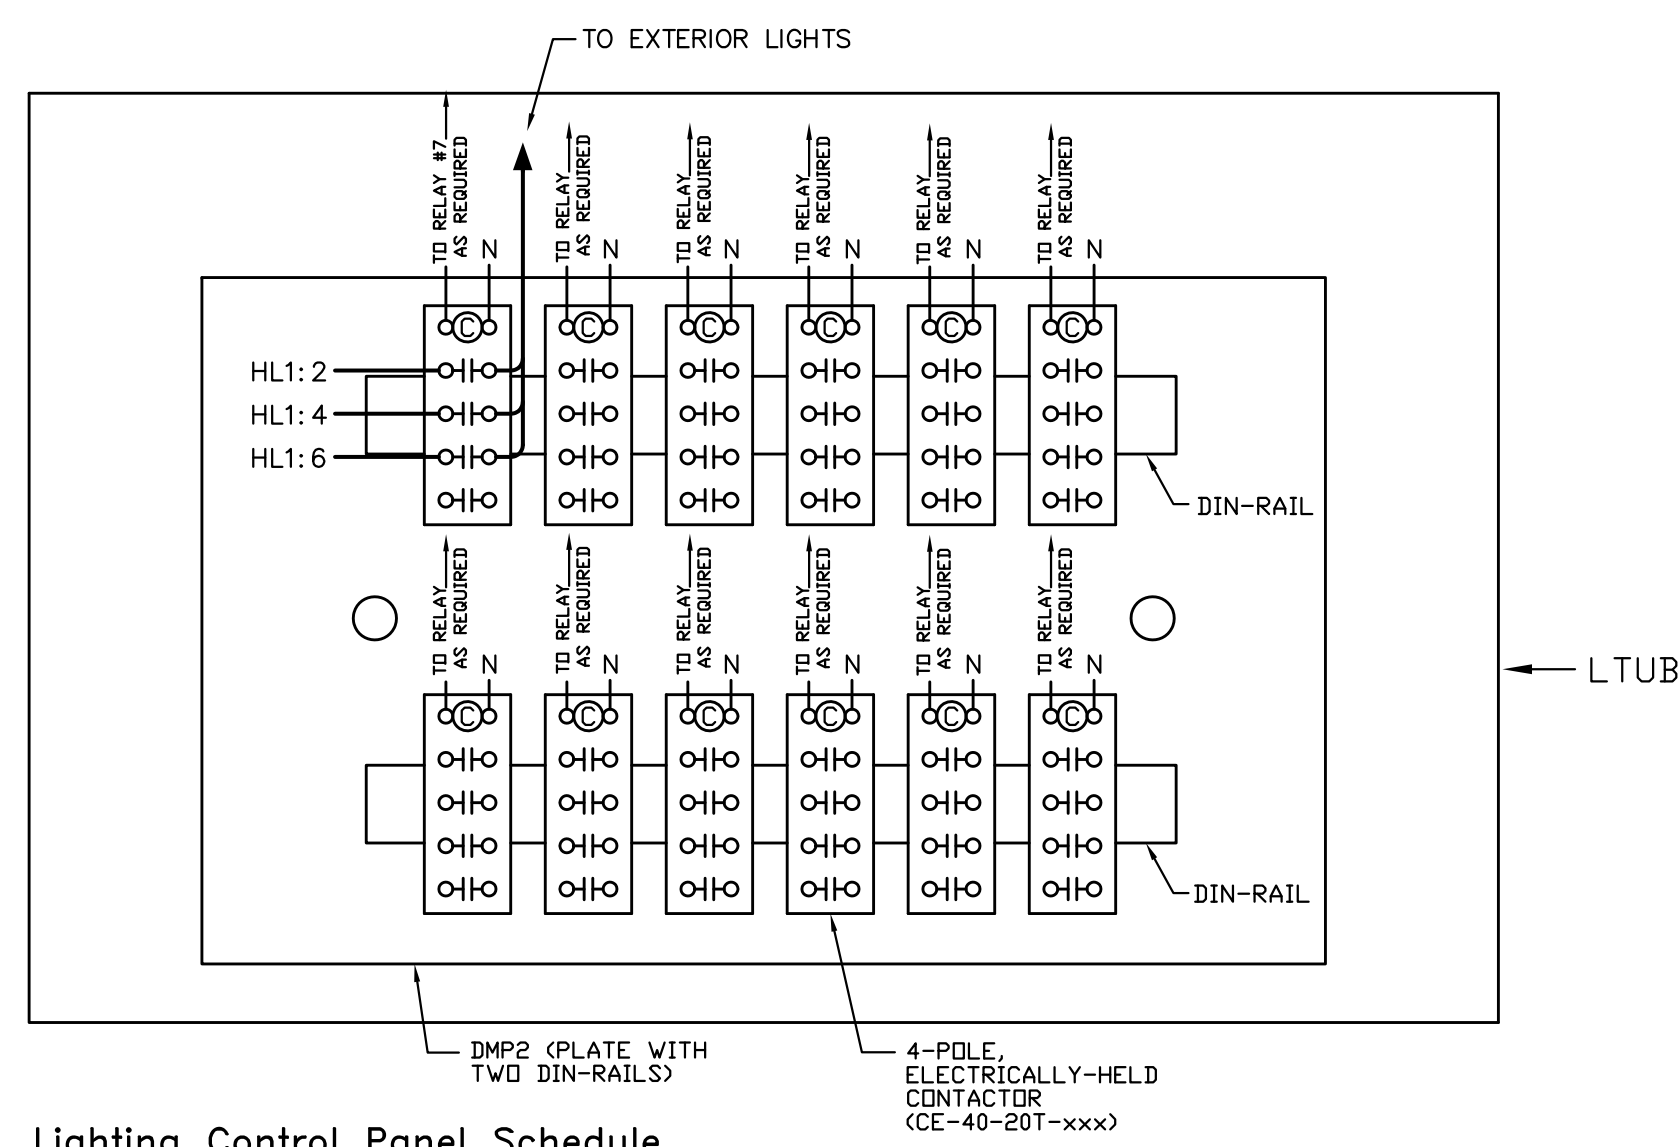 TO EXTERIOR LIGHTS
TO RELAY #7
AS REQUIRED
N
TO RELAY
AS REQUIRED
N
TO RELAY
AS REQUIRED
N
TO RELAY
AS REQUIRED
N
TO RELAY
AS REQUIRED
N
TO RELAY
AS REQUIRED
N
C C C C C C
HL1: 2
HL1: 4
HL1: 6
DIN-RAIL
TO RELAY
AS REQUIRED
N
TO RELAY
AS REQUIRED
N
TO RELAY
AS REQUIRED
N
TO RELAY
AS REQUIRED
N
TO RELAY
AS REQUIRED
N
TO RELAY
AS REQUIRED
N
LTUB
C C C C C C
DIN-RAIL
DMP2 (PLATE WITH
TWO DIN-RAILS)
4-POLE,
ELECTRICALLY-HELD
CONTACTOR
(CE-40-20T-xxx)
Lighting Control Panel Schedule